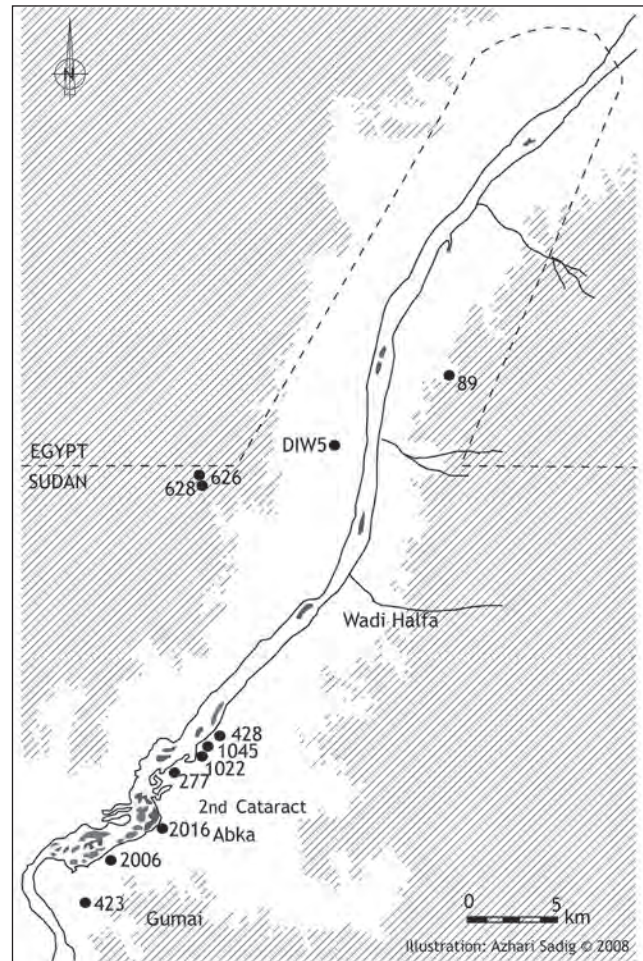 N
89
DIW5
EGYPT
SUDAN
626
628
Wadi Halfa
428
1045
1022
277
2nd Cataract
2016
Abka
2006
423
Gumai
0 5
km
Illustration: Azhari Sadig © 2008